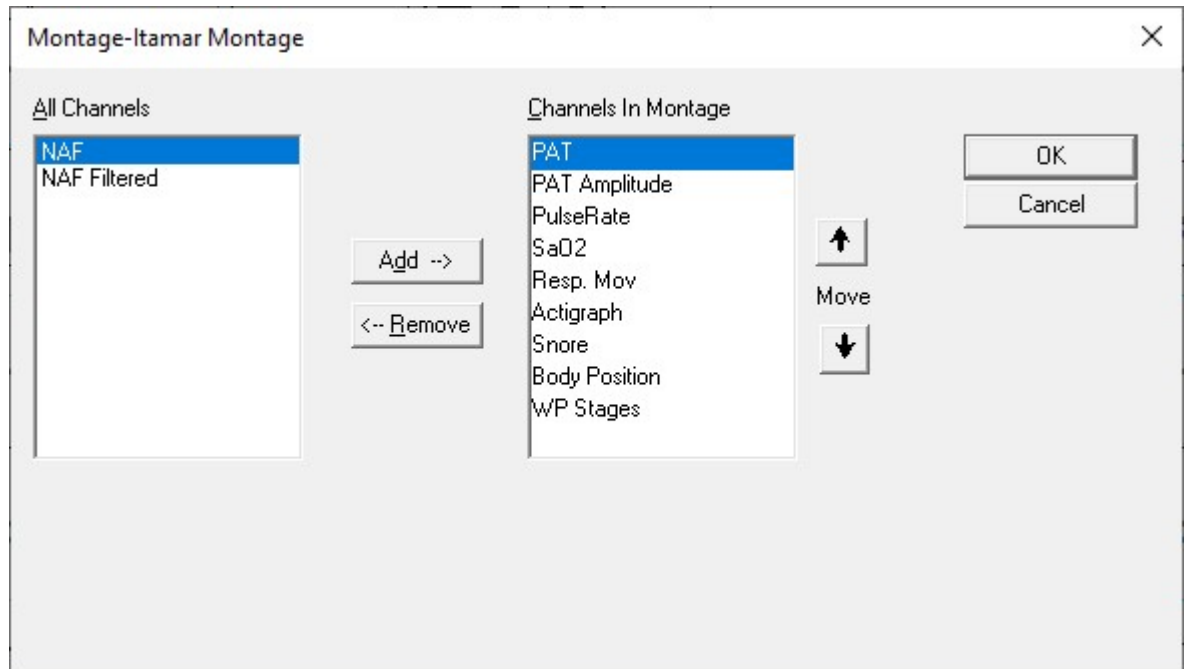 Montage-Itamar Montage
All Channels
NAF
NAF Filtered
Add -->
<-- Remove
Channels In Montage
PAT
PAT Amplitude
PulseRate
SaO2
Resp. Mov
Actigraph
Snore
Body Position
WP Stages
Move
OK
Cancel